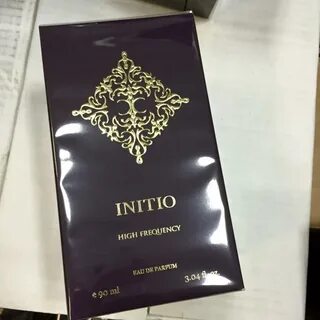 INITIO
HIGH FREQUENCY
EAU DE PARFUM
e 90 ml 3.04 fl. oz.